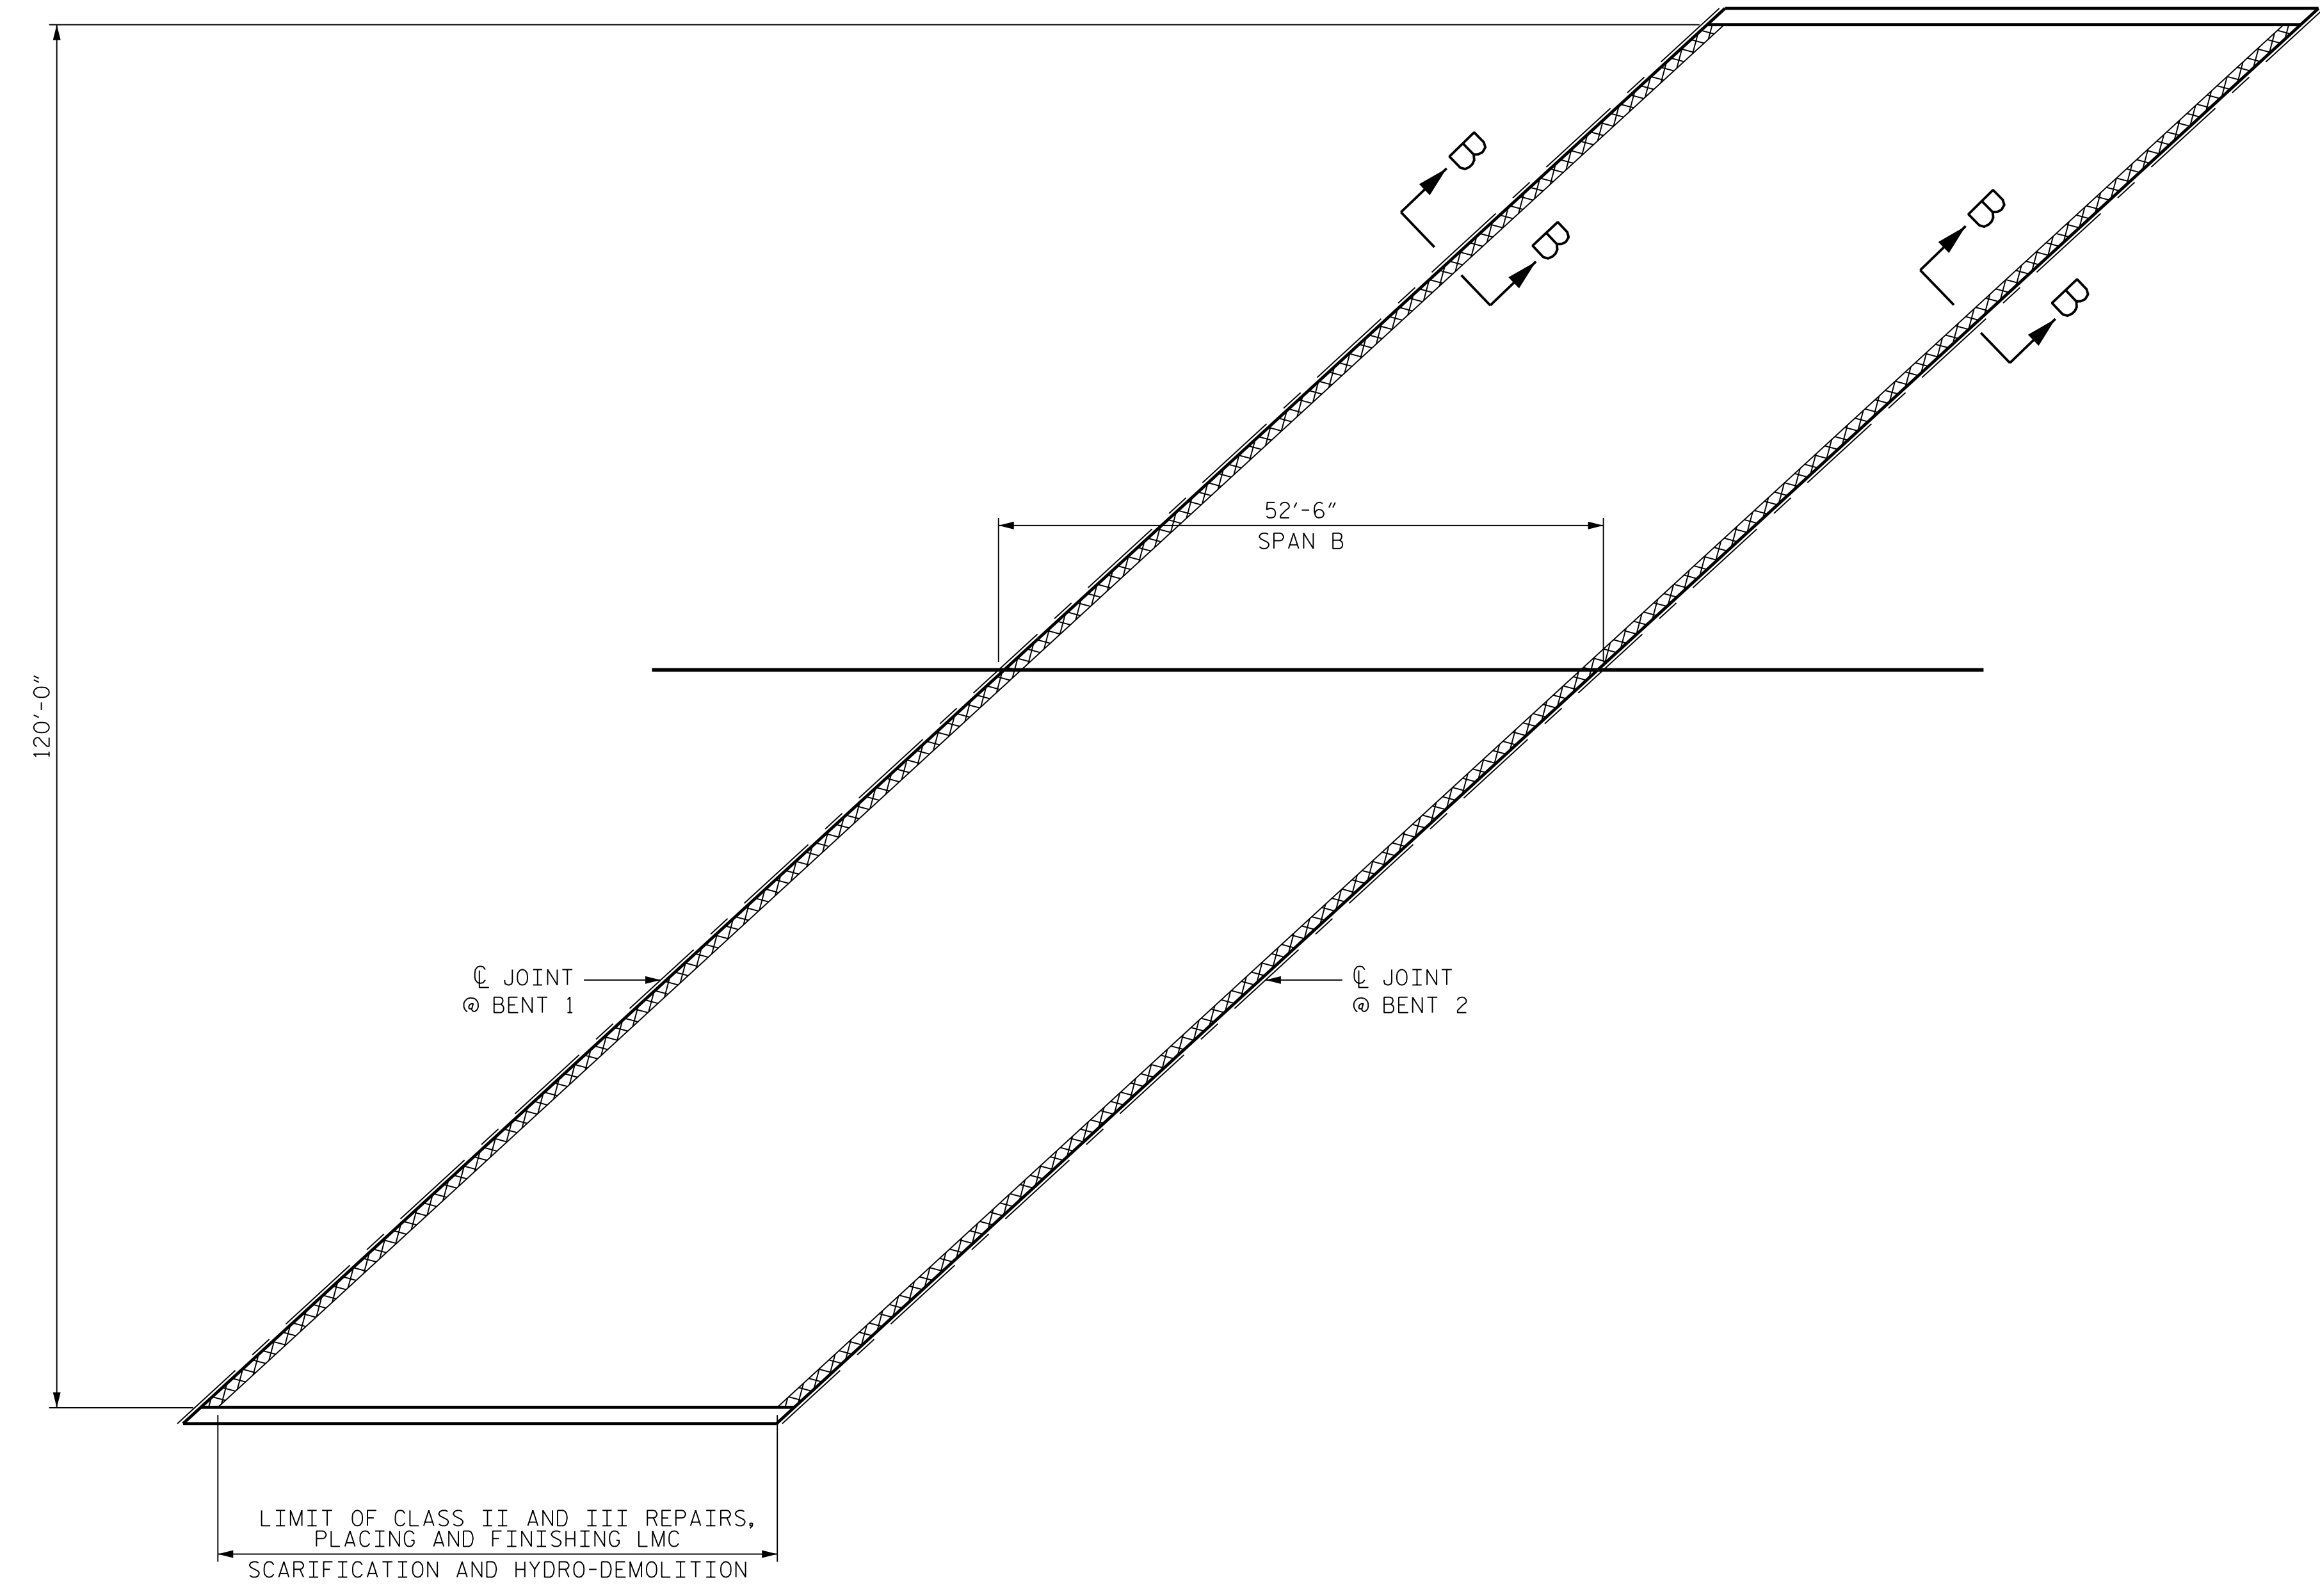 B
B
B
B
52'-6"
SPAN B
120'-0"
℄ JOINT
@ BENT 1
℄ JOINT
@ BENT 2
LIMIT OF CLASS II AND III REPAIRS,
PLACING AND FINISHING LMC
SCARIFICATION AND HYDRO-DEMOLITION